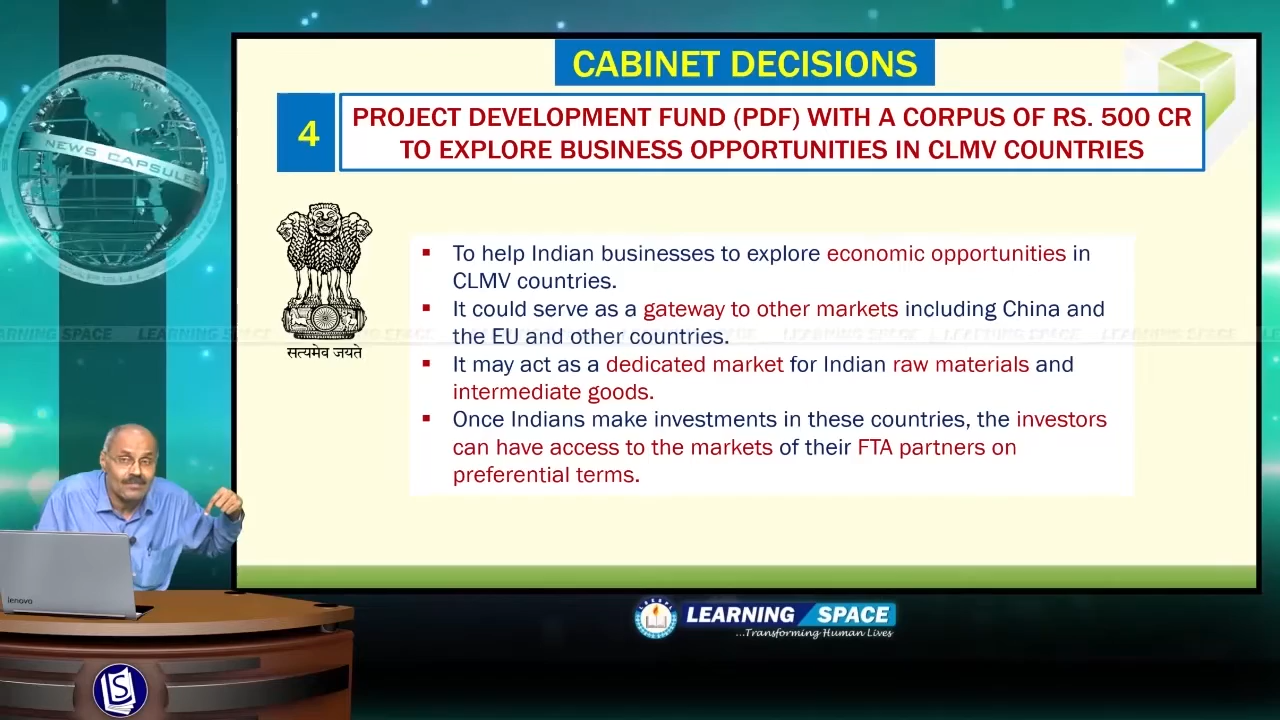 CABINET DECISIONS
4
PROJECT DEVELOPMENT FUND (PDF) WITH A CORPUS OF RS. 500 CR
TO EXPLORE BUSINESS OPPORTUNITIES IN CLMV COUNTRIES
NEWS CAPSULES
सत्यमेव जयते
▪ To help Indian businesses to explore economic opportunities in
CLMV countries.
▪ It could serve as a gateway to other markets including China and
the EU and other countries.
▪ It may act as a dedicated market for Indian raw materials and
intermediate goods.
▪ Once Indians make investments in these countries, the investors
can have access to the markets of their FTA partners on
preferential terms.
LEARNING SPACE
lenovo
LEARNING SPACE
...Transforming Human Lives
LS